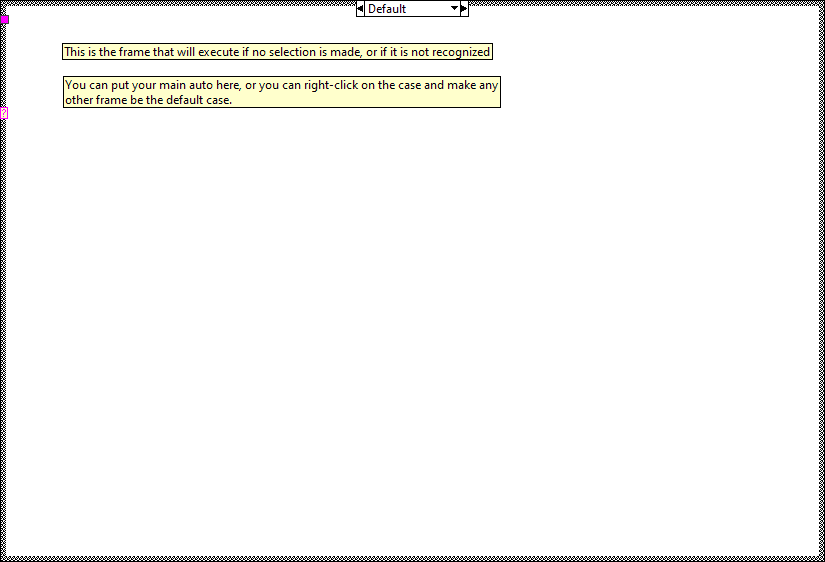 Default
This is the frame that will execute if no selection is made, or if it is not recognized
You can put your main auto here, or you can right-click on the case and make any
other frame be the default case.
?